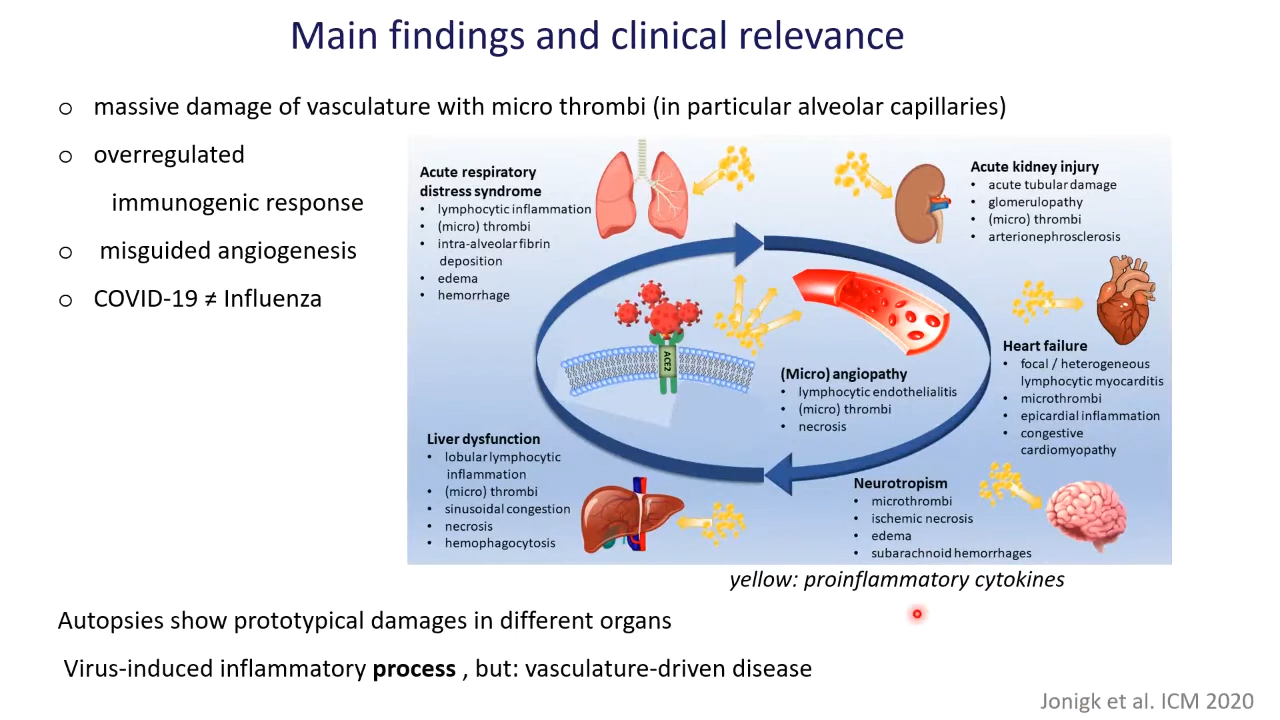 Main findings and clinical relevance
o massive damage of vasculature with micro thrombi (in particular alveolar capillaries)
o overregulated
immunogenic response
o misguided angiogenesis
o COVID-19 ≠ Influenza
Acute respiratory
distress syndrome
• lymphocytic inflammation
• (micro) thrombi
• intra-alveolar fibrin
deposition
• edema
• hemorrhage
Acute kidney injury
• acute tubular damage
• glomerulopathy
• (micro) thrombi
• arterionephrosclerosis
ACE2
(Micro) angiopathy
• lymphocytic endothelialitis
• (micro) thrombi
• necrosis
Heart failure
• focal / heterogeneous
lymphocytic myocarditis
• microthrombi
• epicardial inflammation
• congestive
cardiomyopathy
Liver dysfunction
• lobular lymphocytic
inflammation
• (micro) thrombi
• sinusoidal congestion
• necrosis
• hemophagocytosis
Neurotropism
• microthrombi
• ischemic necrosis
• edema
• subarachnoid hemorrhages
yellow: proinflammatory cytokines
Autopsies show prototypical damages in different organs
Virus-induced inflammatory process , but: vasculature-driven disease
Jonigk et al. ICM 2020